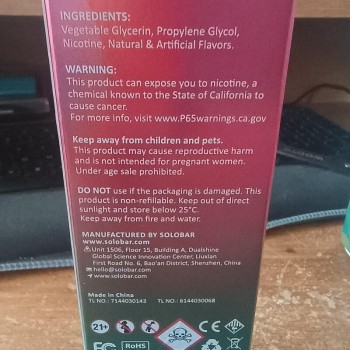 INGREDIENTS:
Vegetable Glycerin, Propylene Glycol,
Nicotine, Natural & Artificial Flavors.
WARNING:
This product can expose you to nicotine, a
chemical known to the State of California to
cause cancer.
For more info, visit www.P65warnings.ca.gov
Keep away from children and pets.
This product may cause reproductive harm
and is not intended for pregnant women.
Under age sale prohibited.
DO NOT use if the packaging is damaged. This
product is non-refillable. Keep out of direct
sunlight and store below 25°C.
Keep away from fire and water.
MANUFACTURED BY SOLOBAR
www.solobar.com
Unit 1506, Floor 15, Building A, Dualshine
Global Science Innovation Center, Liuxian
First Road No. 6, Bao'an District, Shenzhen, China
hello@solobar.com
www.solobar.com
Made in China
TL NO.: 7144030143 TL NO.: 6144030068
21+
CE
FC
RoHS